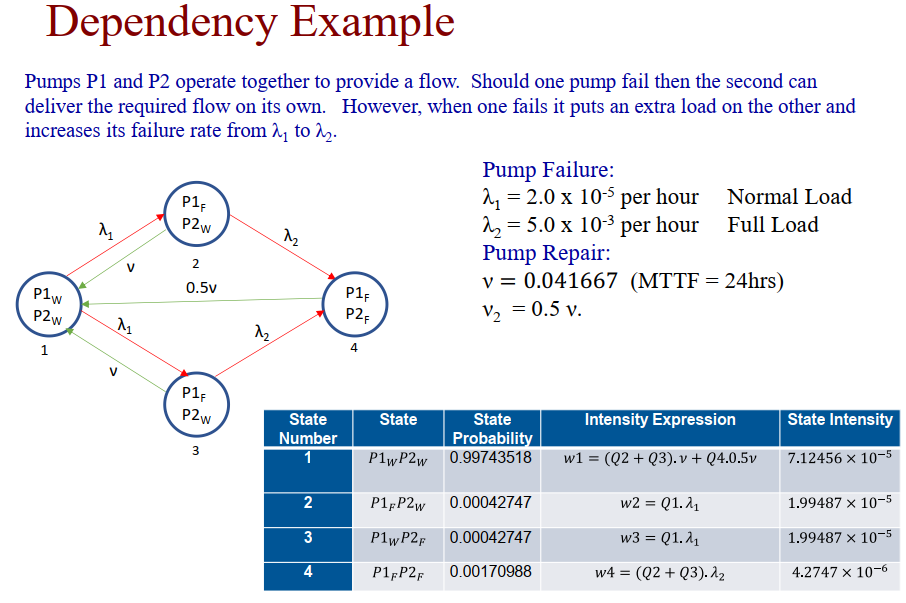 Dependency Example
Pumps P1 and P2 operate together to provide a flow. Should one pump fail then the second can
deliver the required flow on its own. However, when one fails it puts an extra load on the other and
increases its failure rate from λ₁ to λ₂.
Pump Failure:
λ₁ = 2.0 x 10⁻⁵ per hour Normal Load
λ₂ = 5.0 x 10⁻³ per hour Full Load
Pump Repair:
ν = 0.041667 (MTTF = 24hrs)
ν₂ = 0.5 ν.
P1F
P2W
2
λ₁
ν
λ₂
0.5ν
P1W
P2W
1
P1F
P2F
4
λ₁
ν
λ₂
P1F
P2W
3
State Number State State Probability Intensity Expression State Intensity
1 P1WP2W 0.99743518 w1 = (Q2 + Q3).ν + Q4.0.5ν 7.12456 × 10⁻⁵
2 P1FP2W 0.00042747 w2 = Q1.λ₁ 1.99487 × 10⁻⁵
3 P1WP2F 0.00042747 w3 = Q1.λ₁ 1.99487 × 10⁻⁵
4 P1FP2F 0.00170988 w4 = (Q2 + Q3).λ₂ 4.2747 × 10⁻⁶